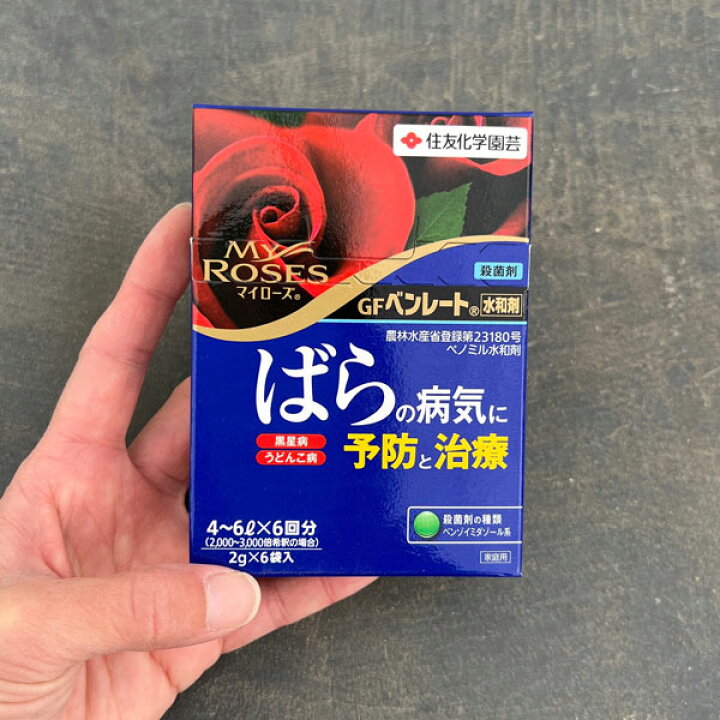 住友化学園芸
MY
ROSES
マイローズ®
殺菌剤
GFベンレート®水和剤
農林水産省登録第23180号
ベノミル水和剤
ばらの病気に
黒星病
うどんこ病
予防と治療
4~6ℓ×6回分
(2,000~3,000倍希釈の場合)
2g×6袋入
殺菌剤の種類
ベンゾイミダゾール系
家庭用